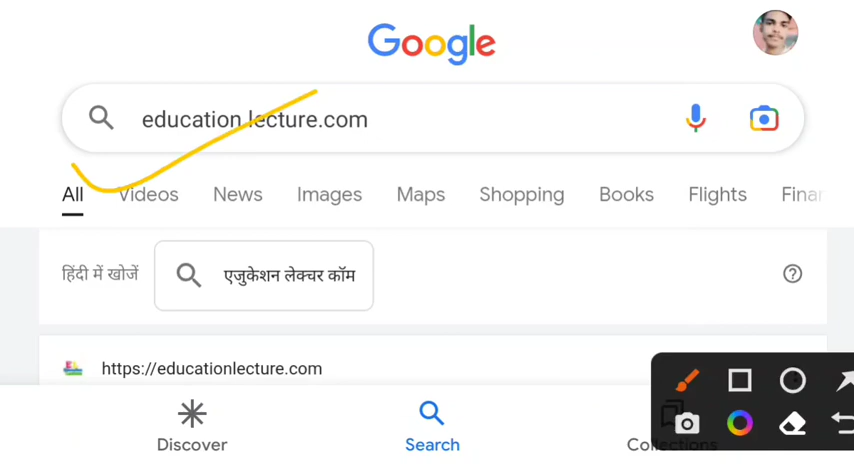 Google
education.lecture.com
All Videos News Images Maps Shopping Books Flights Finan
हिंदी में खोजें एजुकेशन लेक्चर कॉम
https://educationlecture.com
Discover Search Collections